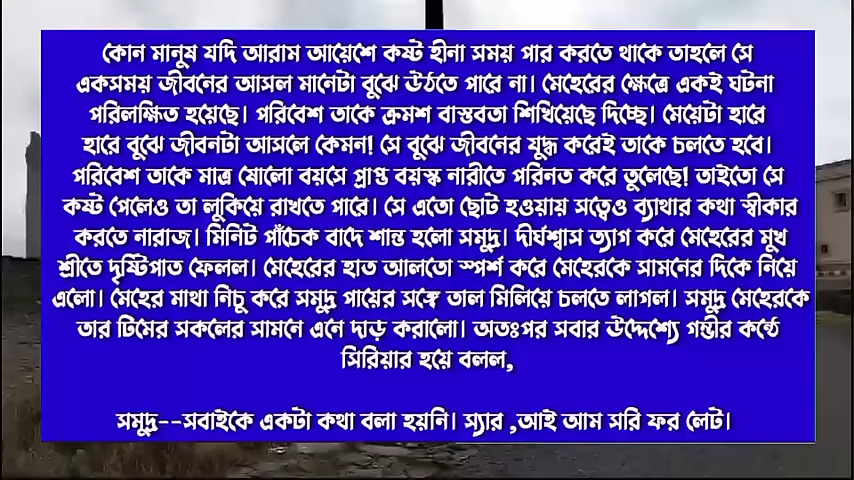 কোন মানুষ যদি আরাম আয়েশে কষ্ট হীনা সময় পার করতে থাকে তাহলে সে
একসময় জীবনের আসল মানেটা বুঝে উঠতে পারে না। মেহেরের ক্ষেত্রে একই ঘটনা
পরিলক্ষিত হয়েছে। পরিবেশ তাকে ক্রমশ বাস্তবতা শিখিয়েছে দিচ্ছে। মেয়েটা হারে
হারে বুঝে জীবনটা আসলে কেমন! সে বুঝে জীবনের যুদ্ধ করেই তাকে চলতে হবে।
পরিবেশ তাকে মাত্র ষোলো বয়সে প্রাপ্ত বয়স্ক নারীতে পরিনত করে তুলেছে! তাইতো সে
কষ্ট পেলেও তা লুকিয়ে রাখতে পারে। সে এতো ছোট হওয়ায় সত্বেও ব্যাথার কথা স্বীকার
করতে নারাজ। মিনিট পাঁচেক বাদে শান্ত হলো সমুদ্র। দীর্ঘশ্বাস ত্যাগ করে মেহেরের মুখ
শ্রীতে দৃষ্টিপাত ফেলল। মেহেরের হাত আলতো স্পর্শ করে মেহেরকে সামনের দিকে নিয়ে
এলো। মেহের মাথা নিচু করে সমুদ্র পায়ের সঙ্গে তাল মিলিয়ে চলতে লাগল। সমুদ্র মেহেরকে
তার টিমের সকলের সামনে এনে দাড় করালো। অতঃপর সবার উদ্দেশ্যে গম্ভীর কন্ঠে
সিরিয়ার হয়ে বলল,
সমুদ্র--সবাইকে একটা কথা বলা হয়নি। স্যার ,আই আম সরি ফর লেট।